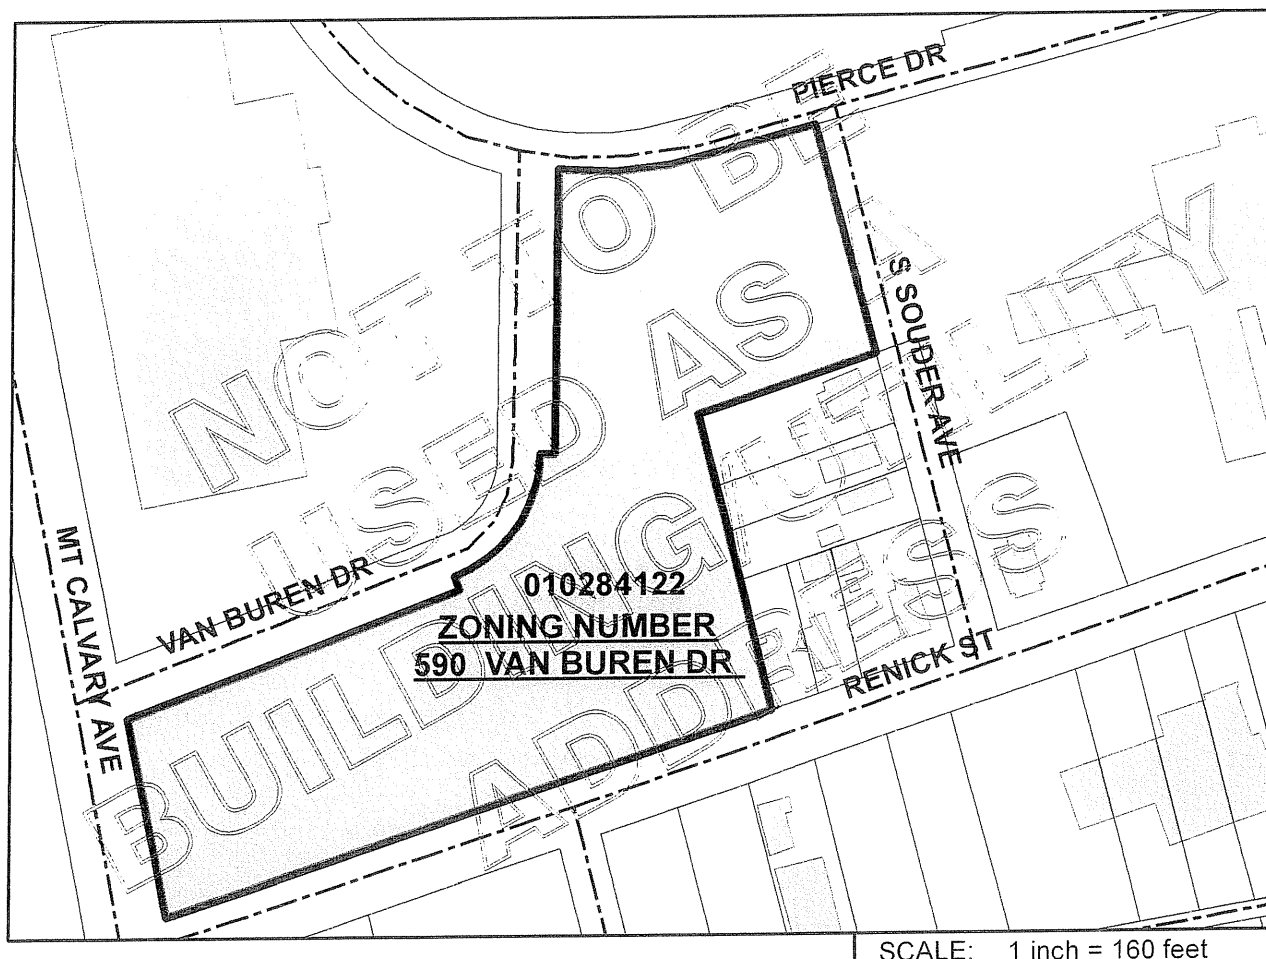 PIERCE DR
NOT TO BE
USED AS A
BUILDING / UTILITY
ADDRESS
S SOUDER AVE
MT CALVARY AVE
VAN BUREN DR
010284122
ZONING NUMBER
590 VAN BUREN DR
RENICK ST
SCALE: 1 inch = 160 feet